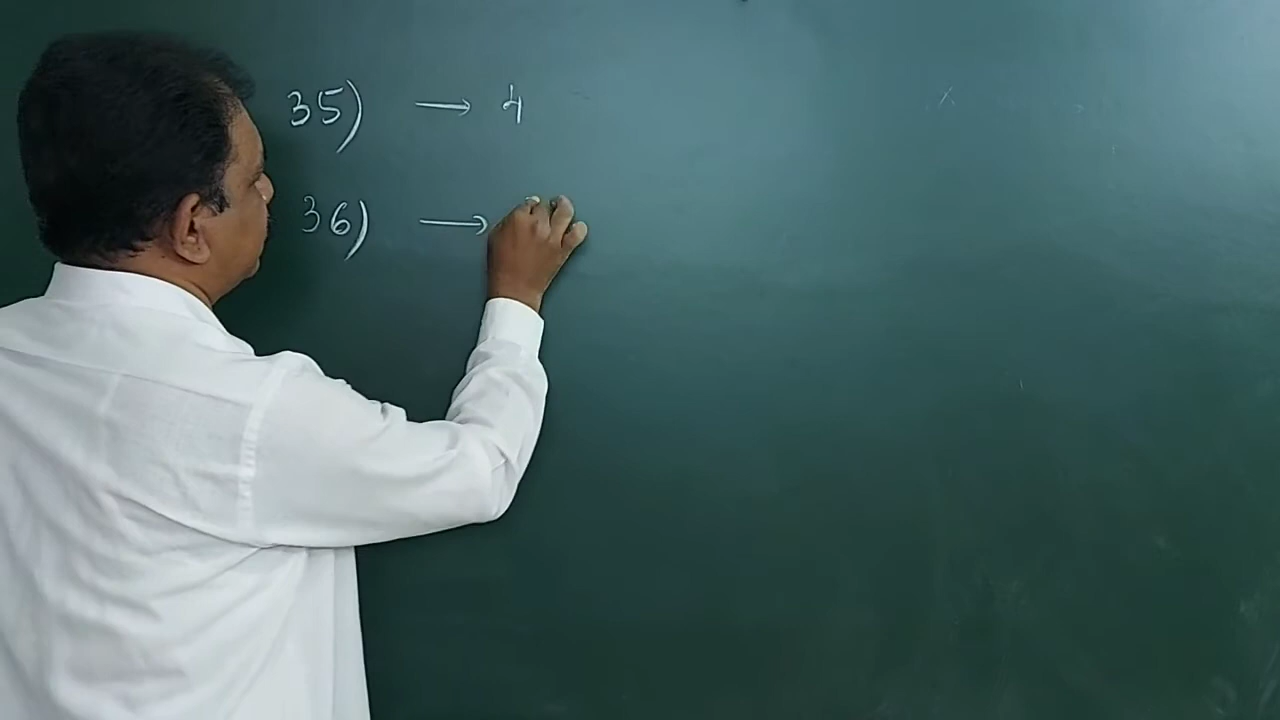 35) → 4
36) →